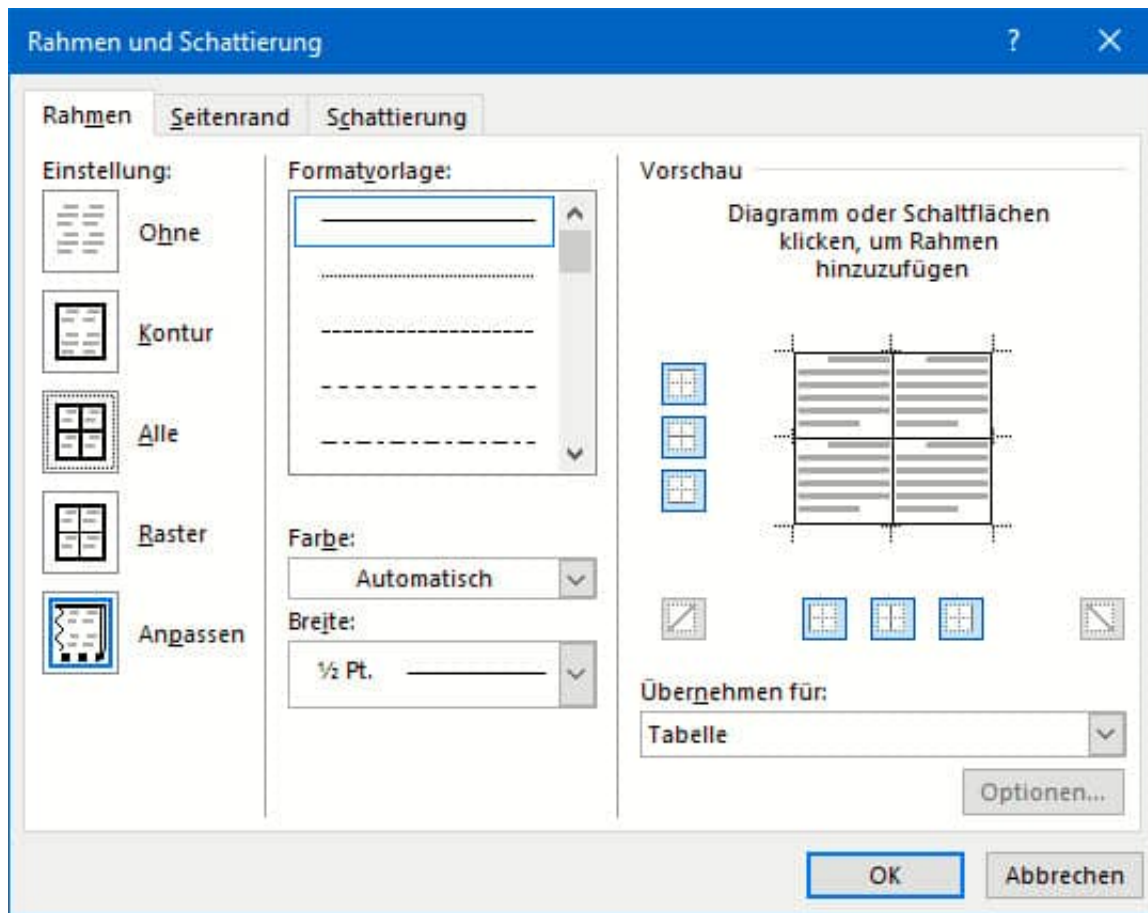 Rahmen und Schattierung
Rahmen Seitenrand Schattierung
Einstellung:
Ohne
Kontur
Alle
Raster
Anpassen
Formatvorlage:
Farbe:
Automatisch
Breite:
½ Pt.
Vorschau
Diagramm oder Schaltflächen
klicken, um Rahmen
hinzuzufügen
Übernehmen für:
Tabelle
Optionen...
OK Abbrechen